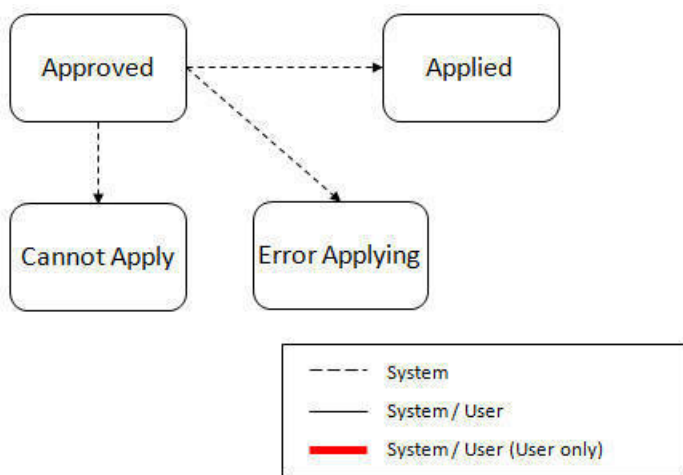 Approved
Applied
Cannot Apply
Error Applying
System
System / User
System / User (User only)